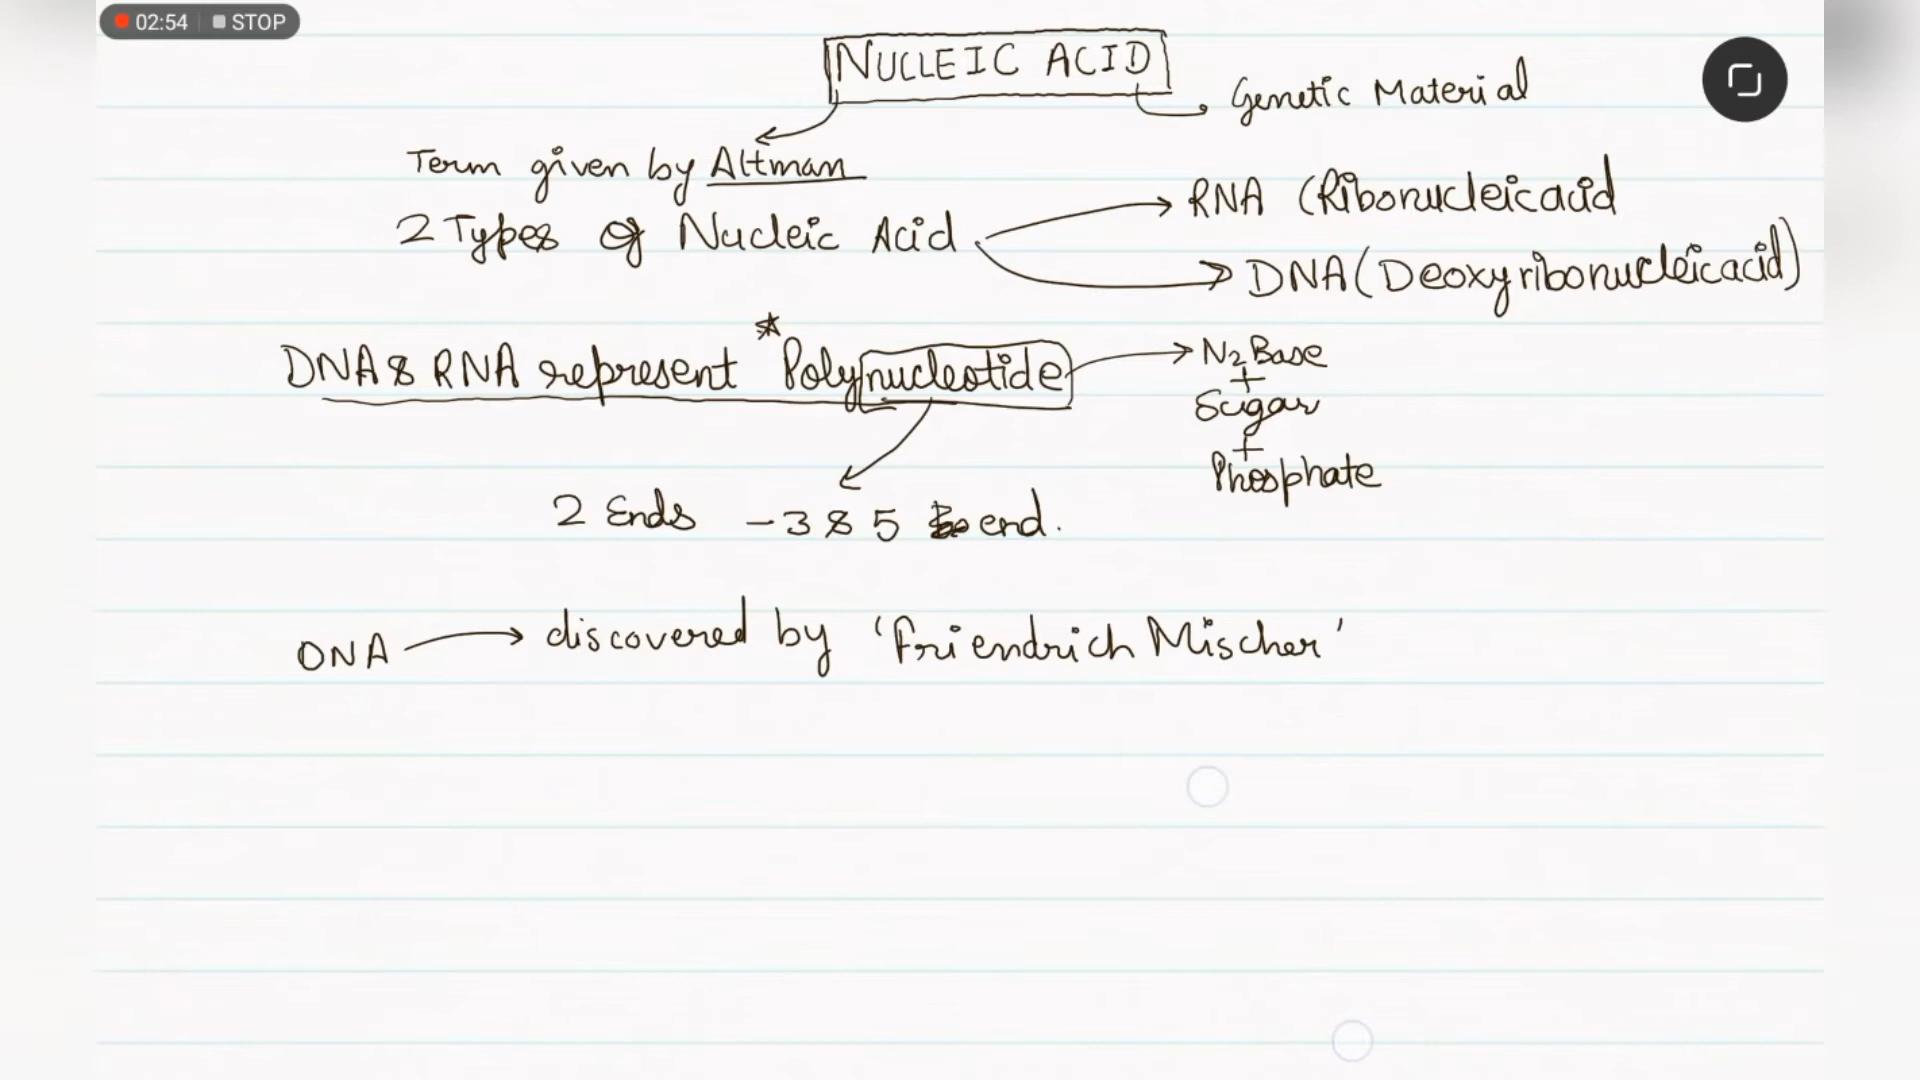 02:54 STOP
NUCLEIC ACID
Genetic Material
Term given by Altman
2 Types of Nucleic Acid
RNA (Ribonucleicacid
DNA (Deoxyribonucleicacid)
DNA & RNA represent *Polynucleotide
N2 Base
+
Sugar
+
Phosphate
2 Ends - 3 & 5 end.
DNA → discovered by 'Friendrich Mischer'